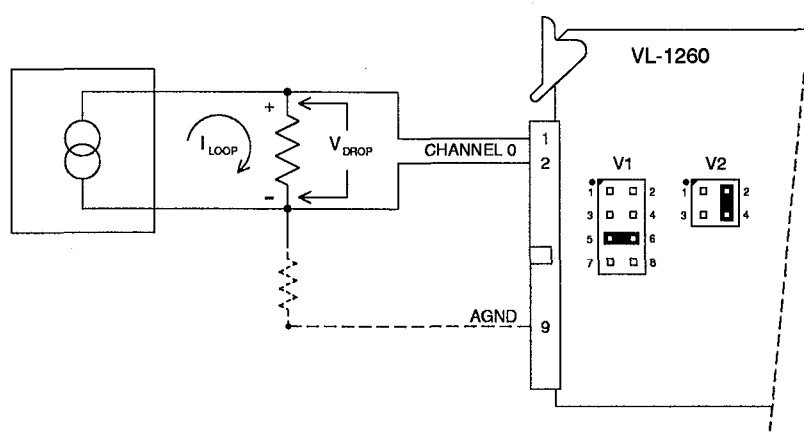 VL-1260
+
I LOOP
V DROP
-
CHANNEL 0
1
2
AGND
9
V1
1 2
3 4
5 6
7 8
V2
1 2
3 4